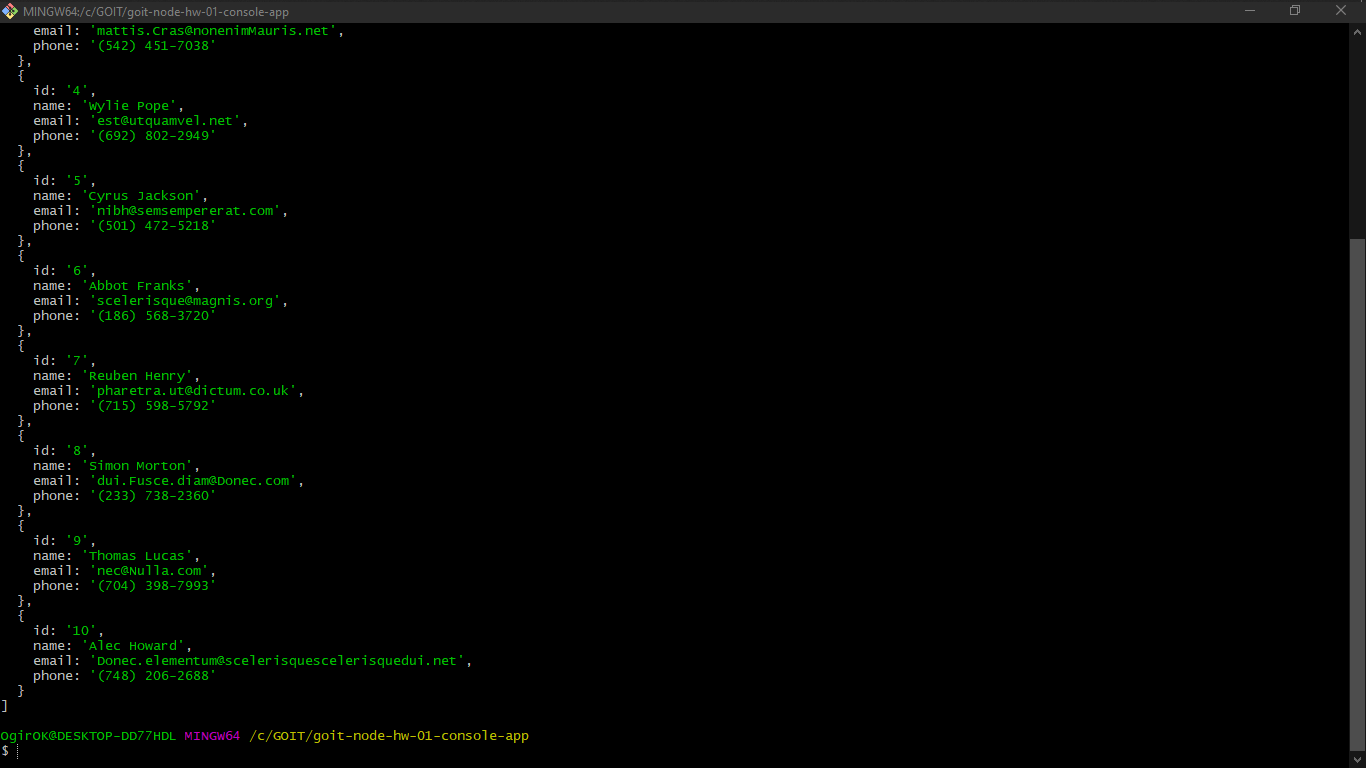 MINGW64:/c/GOIT/goit-node-hw-01-console-app
email: 'mattis.Cras@nonenimMauris.net',
phone: '(542) 451-7038'
},
{
id: '4',
name: 'Wylie Pope',
email: 'est@utquamvel.net',
phone: '(692) 802-2949'
},
{
id: '5',
name: 'Cyrus Jackson',
email: 'nibh@semsempererat.com',
phone: '(501) 472-5218'
},
{
id: '6',
name: 'Abbot Franks',
email: 'scelerisque@magnis.org',
phone: '(186) 568-3720'
},
{
id: '7',
name: 'Reuben Henry',
email: 'pharetra.ut@dictum.co.uk',
phone: '(715) 598-5792'
},
{
id: '8',
name: 'Simon Morton',
email: 'dui.Fusce.diam@Donec.com',
phone: '(233) 738-2360'
},
{
id: '9',
name: 'Thomas Lucas',
email: 'nec@Nulla.com',
phone: '(704) 398-7993'
},
{
id: '10',
name: 'Alec Howard',
email: 'Donec.elementum@scelerisquescelerisquedui.net',
phone: '(748) 206-2688'
}
]
OgirOK@DESKTOP-DD77HDL MINGW64 /c/GOIT/goit-node-hw-01-console-app
$